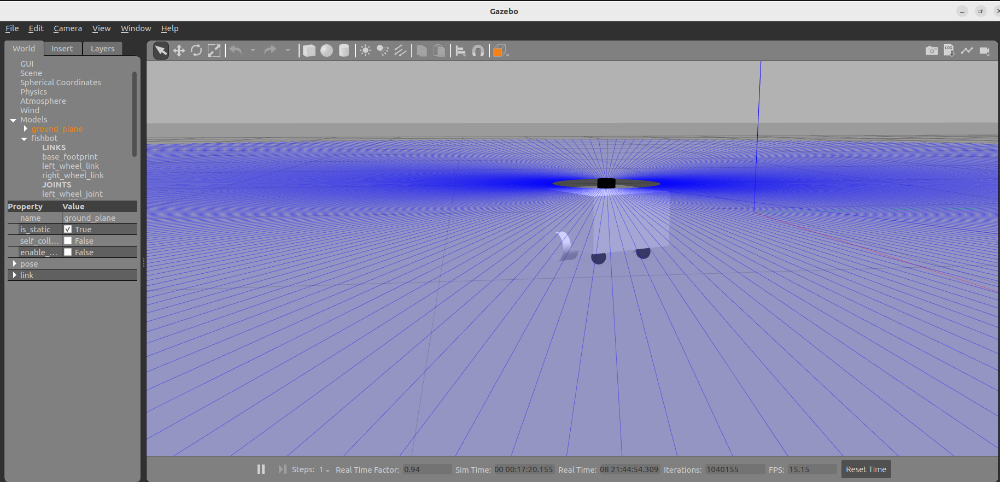 Gazebo
File Edit Camera View Window Help
World Insert Layers
LOG
GUI
Scene
Spherical Coordinates
Physics
Atmosphere
Wind
Models
ground_plane
fishbot
LINKS
base_footprint
left_wheel_link
right_wheel_link
JOINTS
left_wheel_joint
Property Value
name ground_plane
is_static True
self_coll... False
enable_... False
pose
link
Steps: 1 Real Time Factor: 0.94 Sim Time: 00 00:17:20.155 Real Time: 08 21:44:54.309 Iterations: 1040155 FPS: 15.15 Reset Time